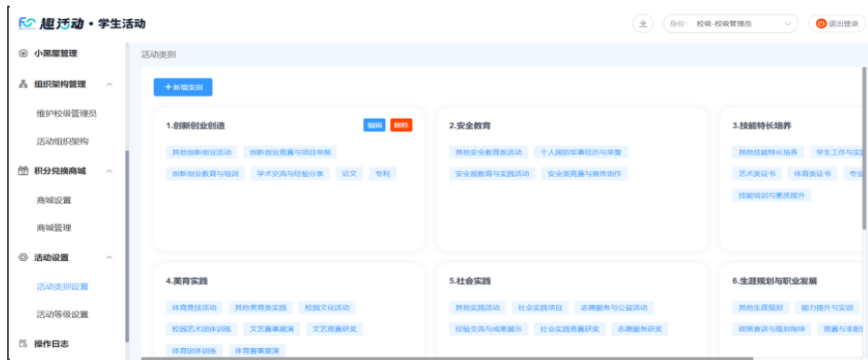 趣活动·学生活动
身份： 校级-校级管理员
退出登录
小黑屋管理
组织架构管理
维护校级管理员
活动组织架构
积分兑换商城
商城设置
商城管理
活动设置
活动类别设置
活动等级设置
操作日志
活动类别
+新增类别
1.创新创业创造
编辑 删除
其他创新创业活动 创新创业竞赛与项目申报
创新创业教育与培训 学术交流与经验分享 论文 专利
2.安全教育
其他安全教育类活动 个人国防军事经历与荣誉
安全观教育与实践活动 安全类竞赛与宣传创作
3.技能特长培养
其他技能特长培养 学生工作与实
艺术类证书 体育类证书 专业
技能培训与素质提升
4.美育实践
体育竞技活动 其他美育类实践 校园文化活动
校园艺术团体训练 文艺赛事展演 文艺竞赛获奖
体育团体训练 体育赛事展演
5.社会实践
其他实践活动 社会实践项目 志愿服务与公益活动
经验交流与成果展示 社会实践竞赛获奖 志愿服务获奖
6.生涯规划与职业发展
其他生涯规划 能力提升与实训
政策宣讲与规划指导 竞赛与求职